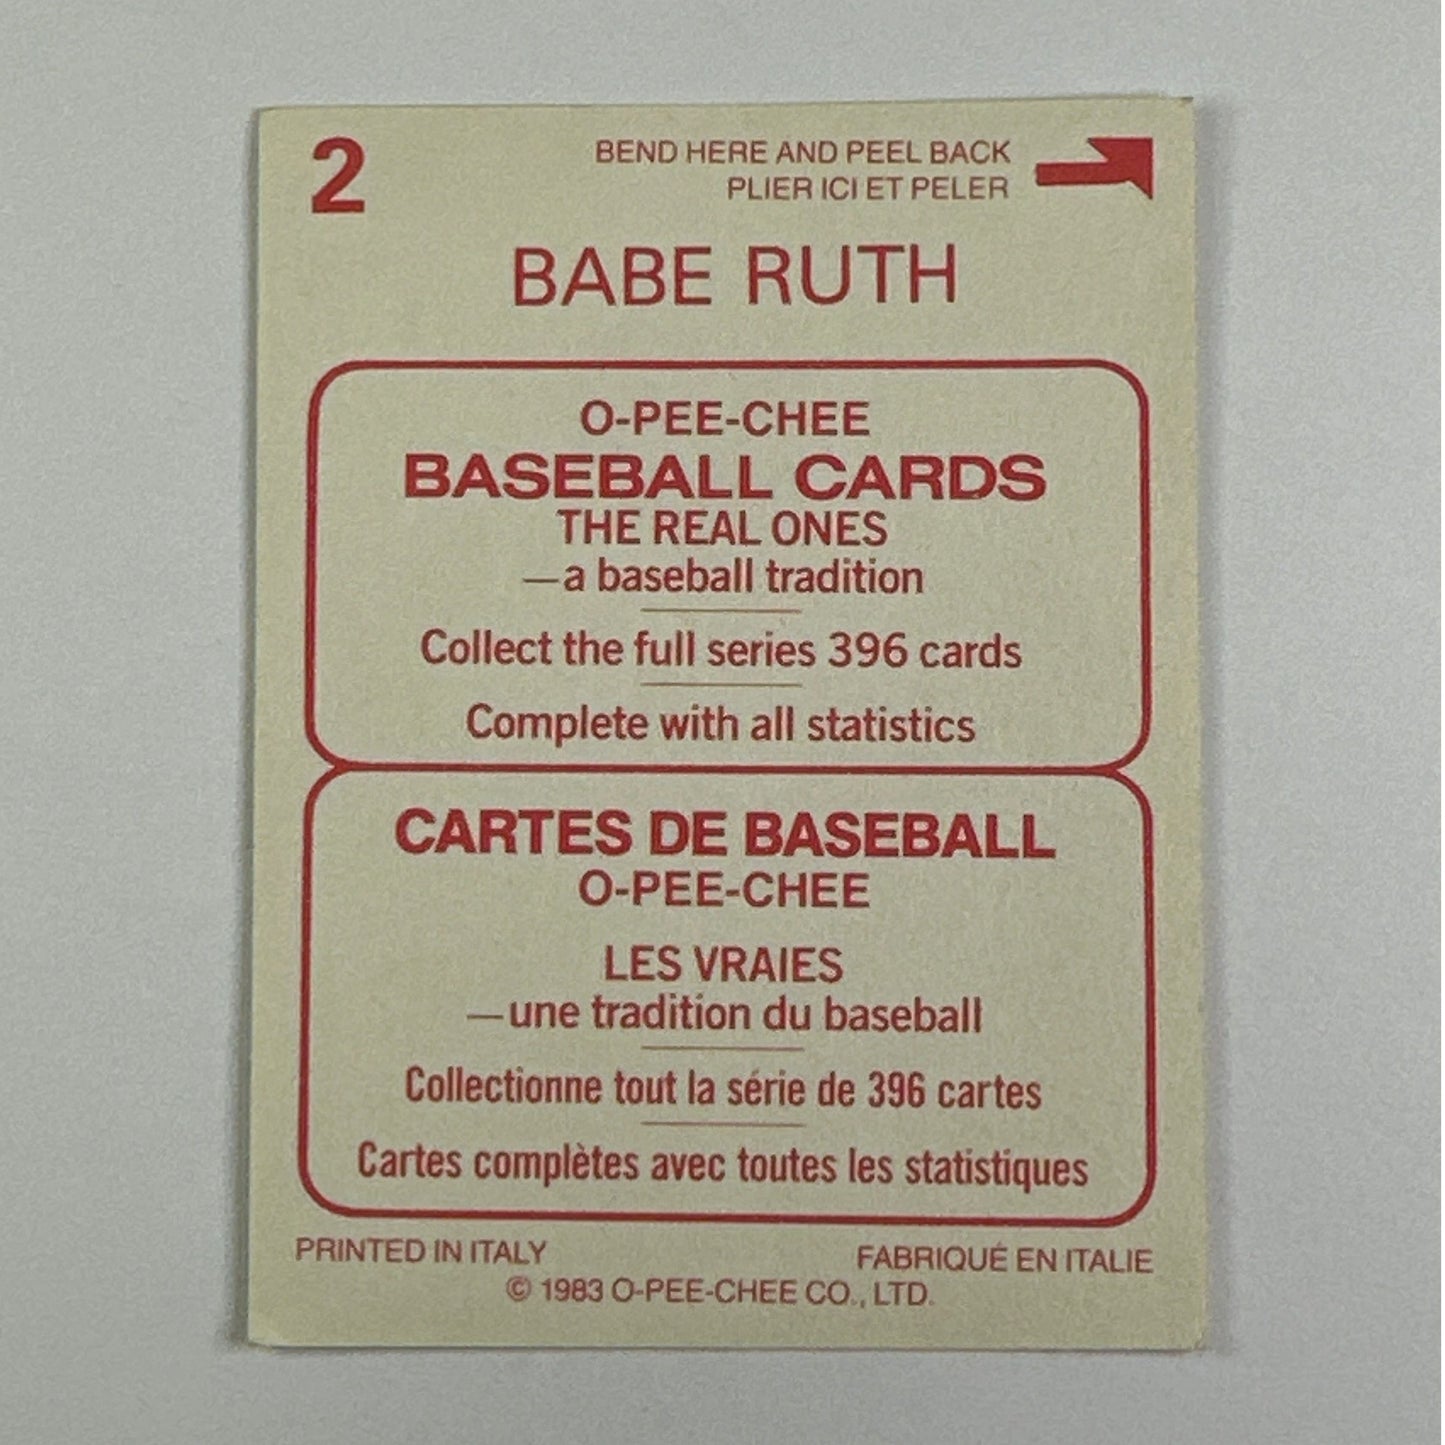 2
BEND HERE AND PEEL BACK
PLIER ICI ET PELER
BABE RUTH
O-PEE-CHEE
BASEBALL CARDS
THE REAL ONES
—a baseball tradition
Collect the full series 396 cards
Complete with all statistics
CARTES DE BASEBALL
O-PEE-CHEE
LES VRAIES
—une tradition du baseball
Collectionne tout la série de 396 cartes
Cartes complètes avec toutes les statistiques
PRINTED IN ITALY
FABRIQUÉ EN ITALIE
© 1983 O-PEE-CHEE CO., LTD.